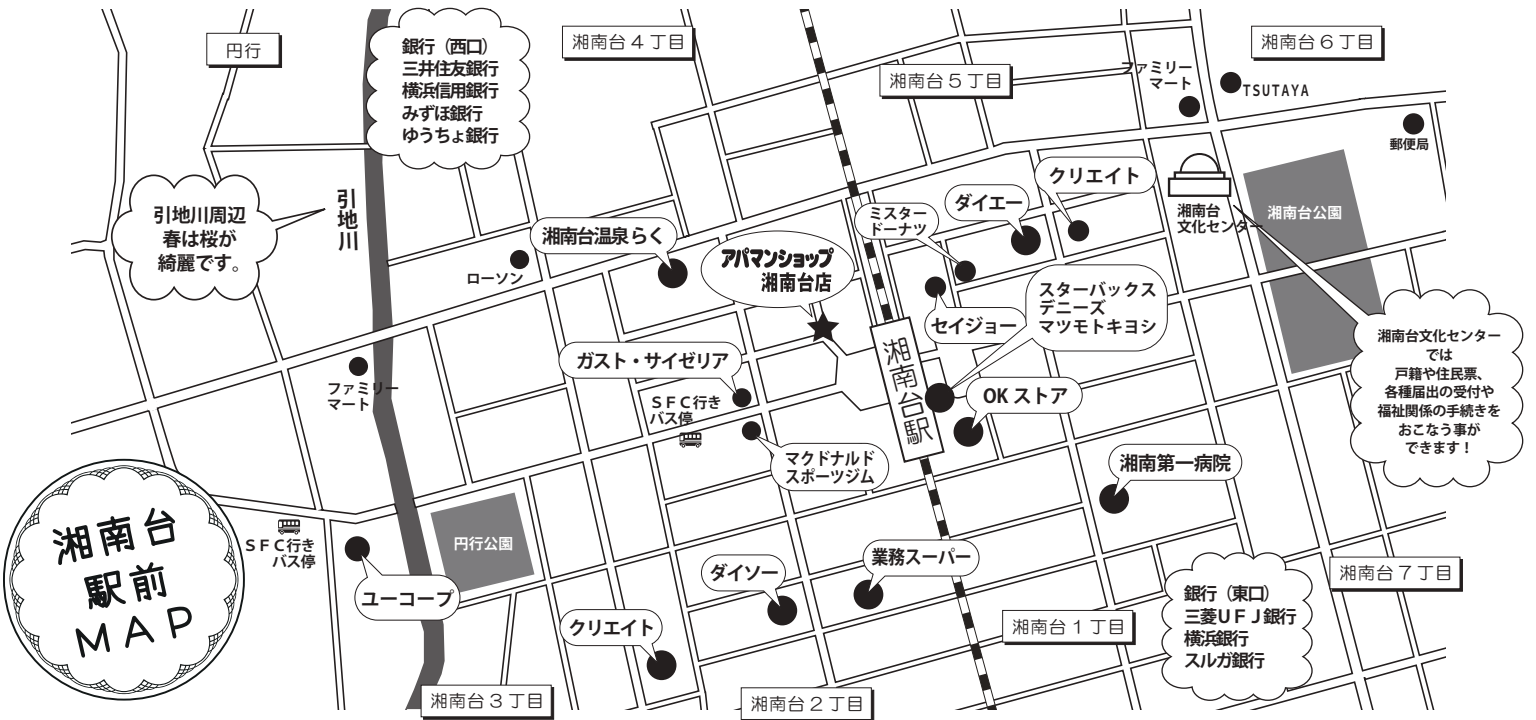 円行
銀行（西口）
三井住友銀行
横浜信用銀行
みずほ銀行
ゆうちょ銀行
湘南台４丁目
湘南台５丁目
湘南台６丁目
ファミリー
マート
TSUTAYA
郵便局
引地川周辺
春は桜が
綺麗です。
引地川
ローソン
湘南台温泉らく
アパマンショップ
湘南台店
ミスター
ドーナツ
ダイエー
クリエイト
湘南台
文化センター
湘南台公園
セイジョー
スターバックス
デニーズ
マツモトキヨシ
湘南台駅
OKストア
湘南台文化センター
では
戸籍や住民票、
各種届出の受付や
福祉関係の手続きを
おこなう事が
できます！
ファミリー
マート
ガスト・サイゼリア
ＳＦＣ行き
バス停
マクドナルド
スポーツジム
湘南第一病院
湘南台
駅前
ＭＡＰ
ＳＦＣ行き
バス停
ユーコープ
円行公園
クリエイト
ダイソー
業務スーパー
湘南台１丁目
銀行（東口）
三菱ＵＦＪ銀行
横浜銀行
スルガ銀行
湘南台７丁目
湘南台３丁目
湘南台２丁目